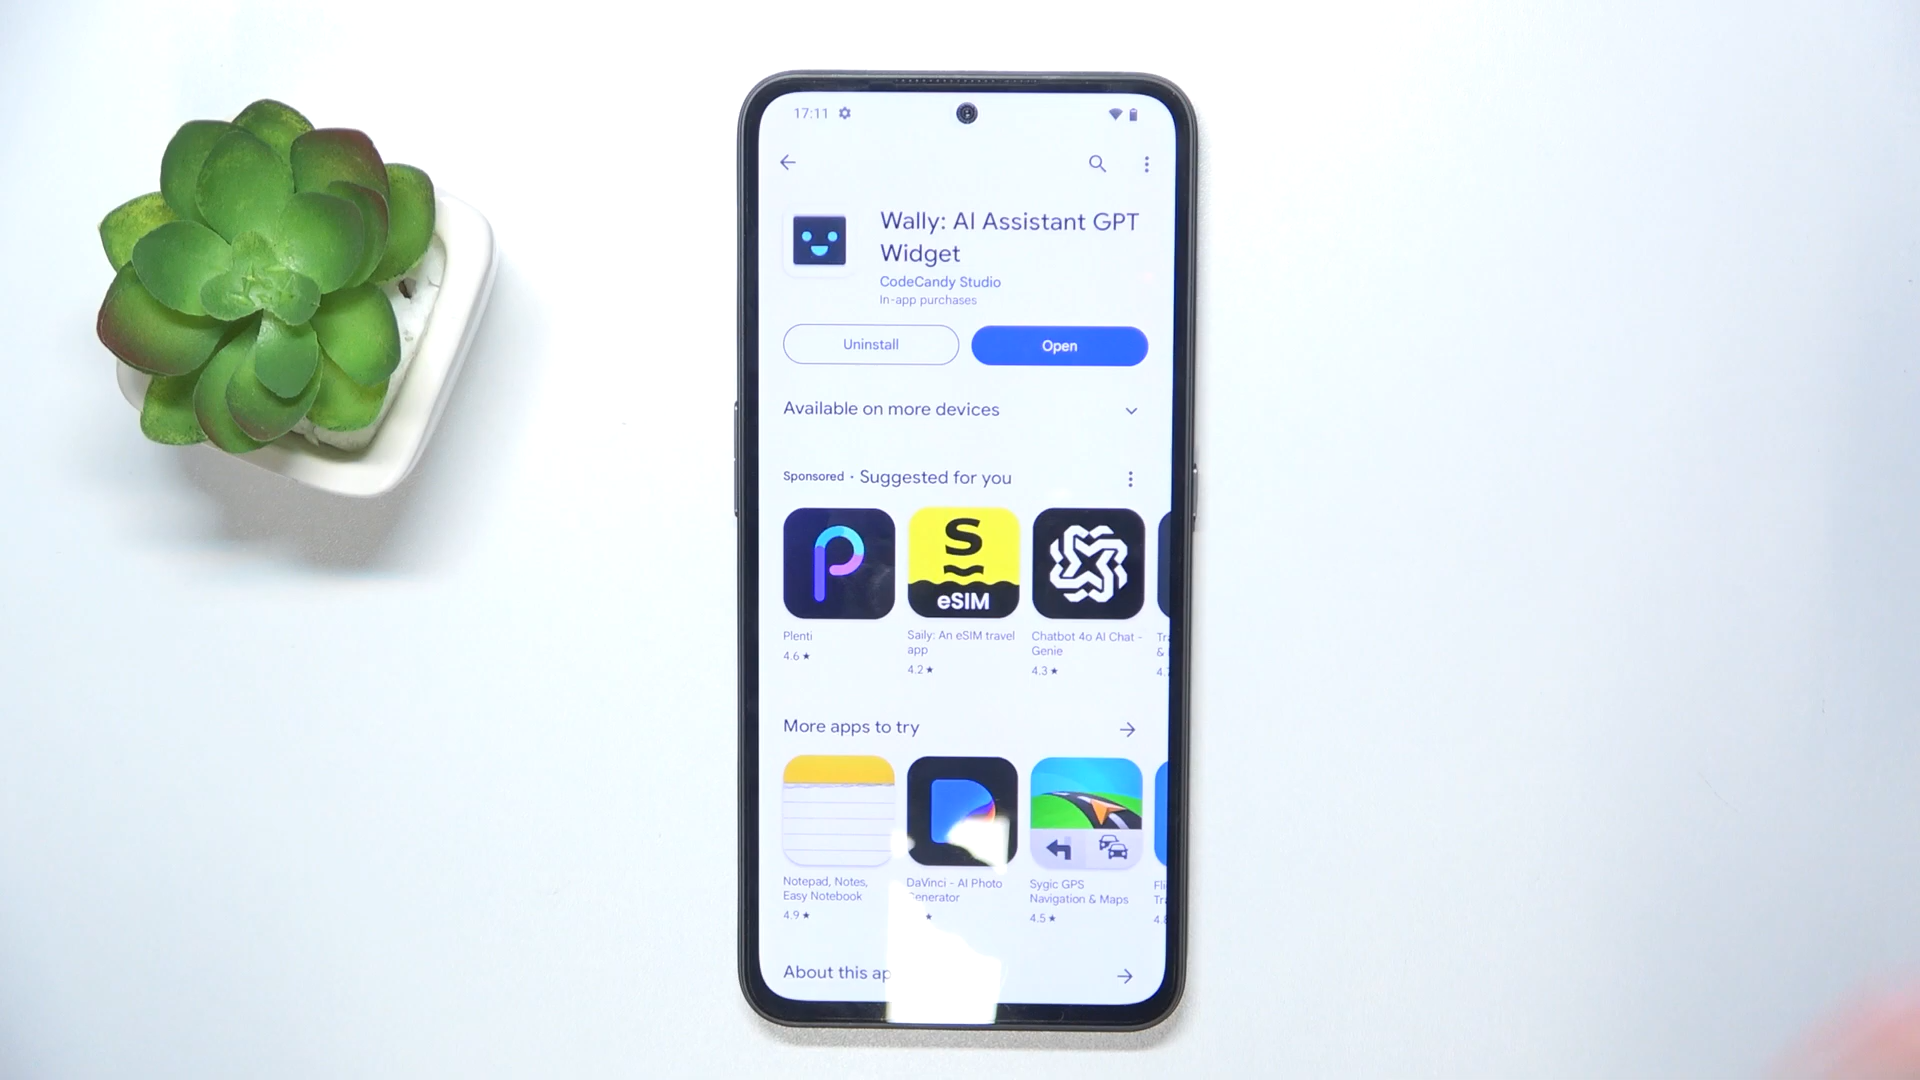 17:11
Wally: AI Assistant GPT
Widget
CodeCandy Studio
In-app purchases
Uninstall
Open
Available on more devices
Sponsored · Suggested for you
S
eSIM
Plenti
4.6 ★
Saily: An eSIM travel
app
4.2 ★
Chatbot 4o AI Chat -
Genie
4.3 ★
More apps to try
Notepad, Notes,
Easy Notebook
4.9 ★
DaVinci - AI Photo
Sygic GPS
Navigation & Maps
4.5 ★
About this